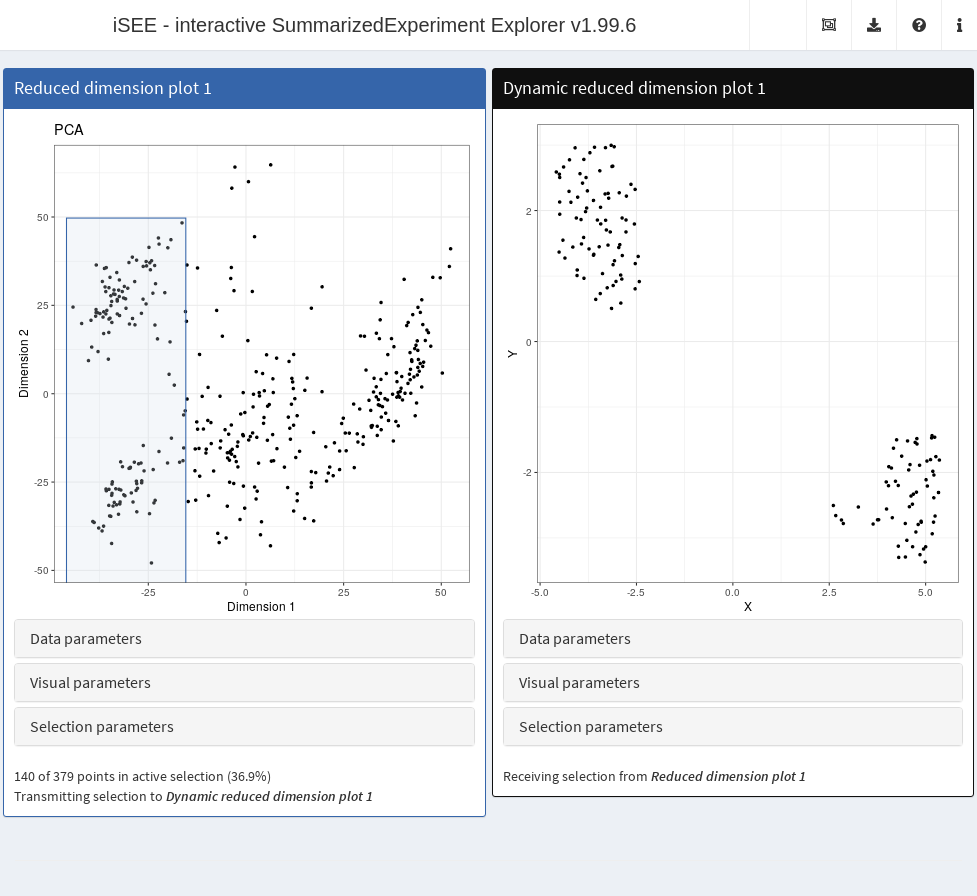 iSEE - interactive SummarizedExperiment Explorer v1.99.6
Reduced dimension plot 1
PCA
Dimension 2
50
25
0
-25
-50
-25
0
25
50
Dimension 1
Data parameters
Visual parameters
Selection parameters
140 of 379 points in active selection (36.9%)
Transmitting selection to Dynamic reduced dimension plot 1
Dynamic reduced dimension plot 1
Y
2
0
-2
-5.0
-2.5
0.0
2.5
5.0
X
Data parameters
Visual parameters
Selection parameters
Receiving selection from Reduced dimension plot 1